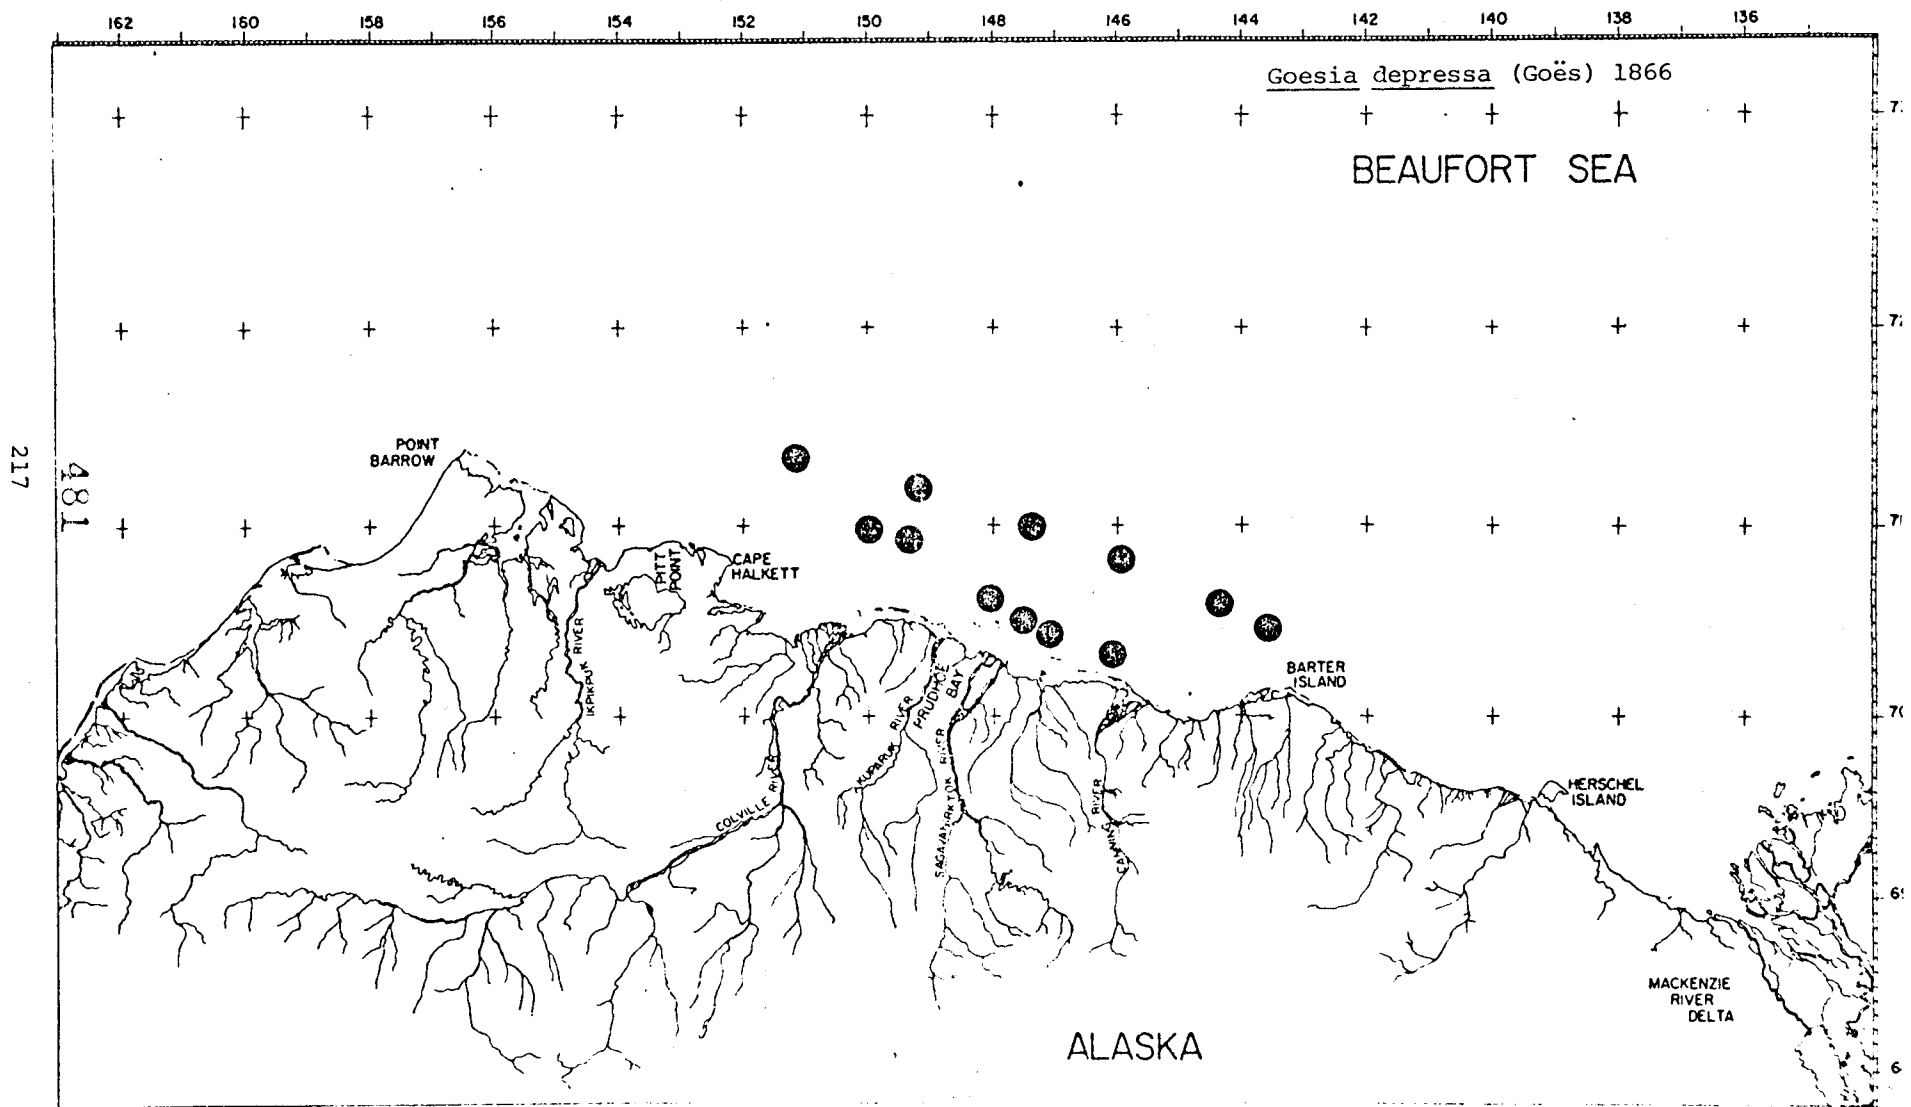 162 160 158 156 154 152 150 148 146 144 142 140 138 136
Goesia depressa (Goës) 1866
BEAUFORT SEA
POINT
BARROW
217
481
PITT
POINT
CAPE
HALKETT
IKPIKPUK RIVER
COLVILLE RIVER
KUPARUK RIVER
PRUDHOE
BAY
SAGAVANIRKTOK RIVER
CANNING RIVER
BARTER
ISLAND
HERSCHEL
ISLAND
MACKENZIE
RIVER
DELTA
ALASKA